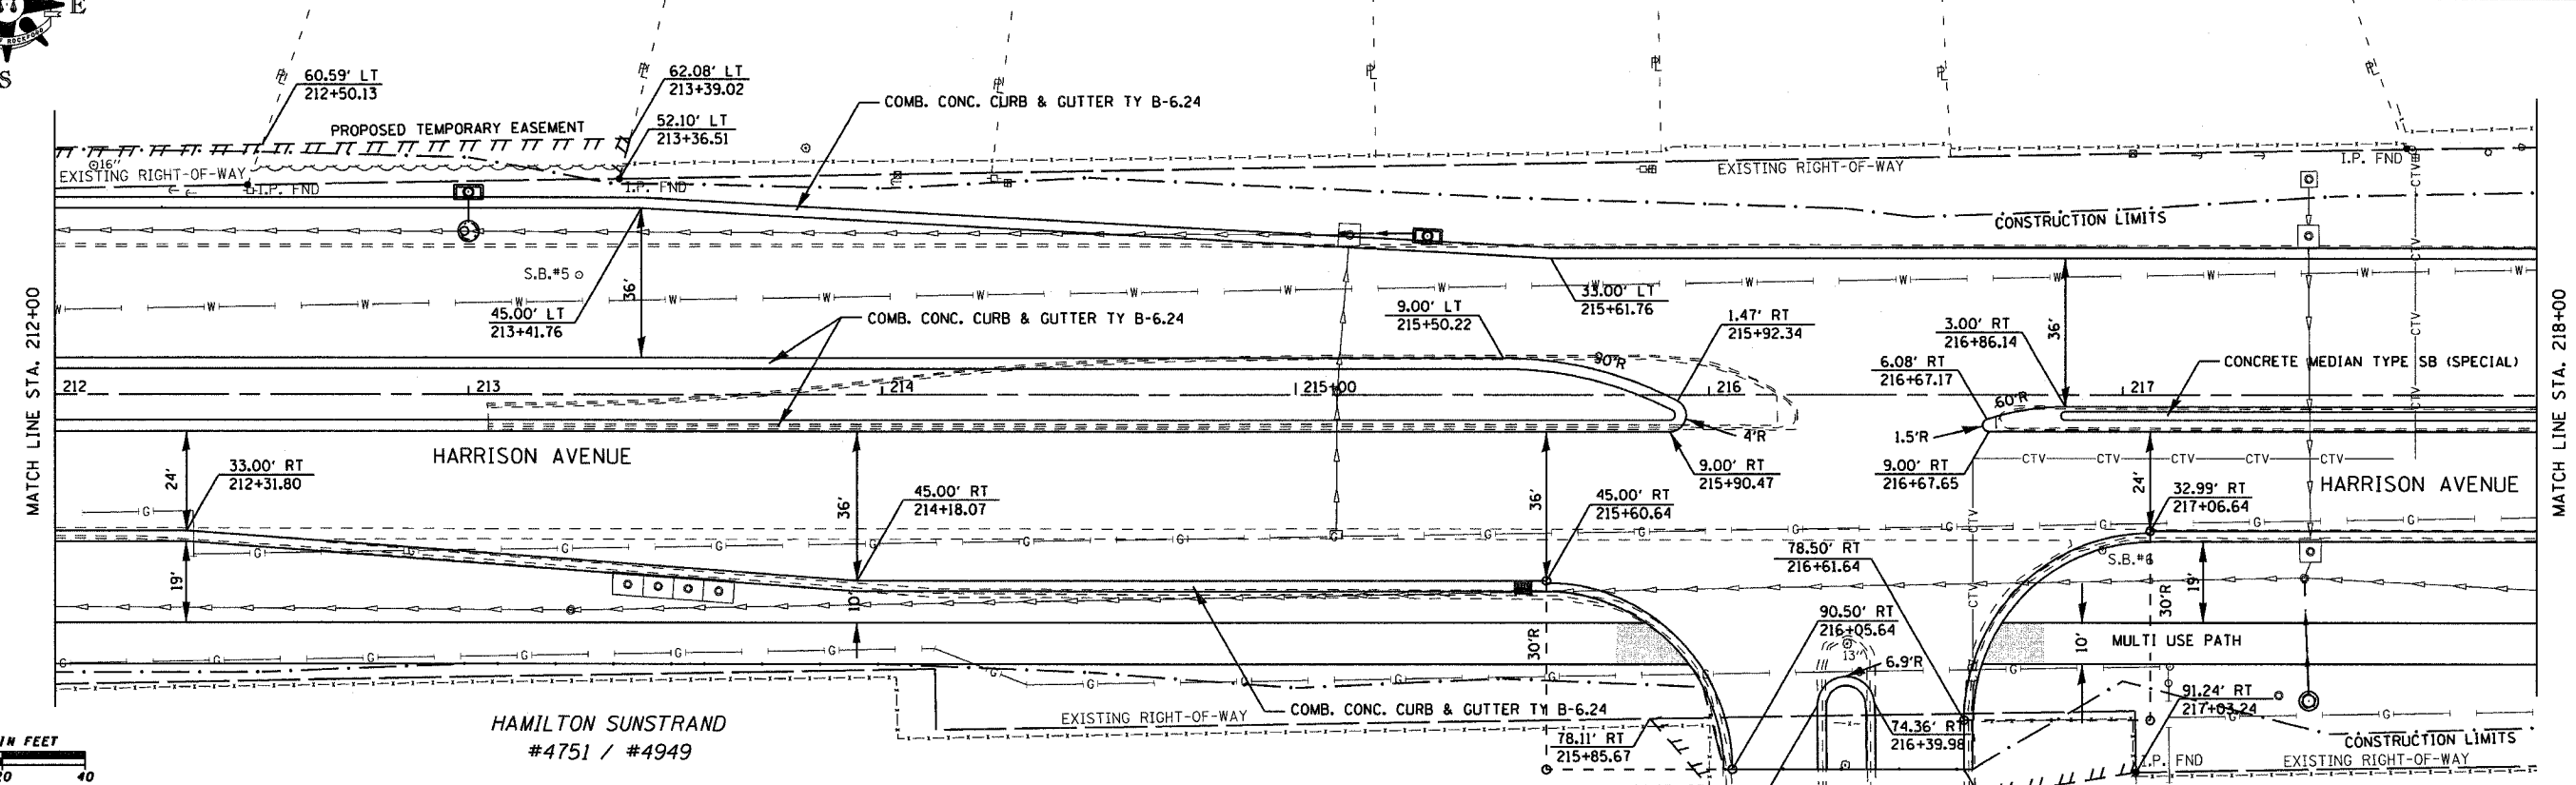 E
OF ROCKFORD
S
60.59' LT
212+50.13
62.08' LT
213+39.02
COMB. CONC. CURB & GUTTER TY B-6.24
PROPOSED TEMPORARY EASEMENT
52.10' LT
213+36.51
16"
EXISTING RIGHT-OF-WAY
I.P. FND
I.P. FND
EXISTING RIGHT-OF-WAY
I.P. FND
CONSTRUCTION LIMITS
S.B.#5
36'
45.00' LT
213+41.76
COMB. CONC. CURB & GUTTER TY B-6.24
9.00' LT
215+50.22
33.00' LT
215+61.76
1.47' RT
215+92.34
3.00' RT
216+86.14
36'
6.08' RT
216+67.17
CONCRETE MEDIAN TYPE SB (SPECIAL)
90'R
60'R
MATCH LINE STA. 212+00
MATCH LINE STA. 218+00
212
213
214
215+00
216
217
4'R
1.5'R
HARRISON AVENUE
24'
33.00' RT
212+31.80
36'
45.00' RT
214+18.07
36'
45.00' RT
215+60.64
9.00' RT
215+90.47
9.00' RT
216+67.65
24'
32.99' RT
217+06.64
HARRISON AVENUE
78.50' RT
216+61.64
S.B.#6
19'
10'
30'R
19'
90.50' RT
216+05.64
30'R
10'
MULTI USE PATH
13"
6.9'R
EXISTING RIGHT-OF-WAY
COMB. CONC. CURB & GUTTER TY B-6.24
91.24' RT
217+03.24
HAMILTON SUNSTRAND
#4751 / #4949
78.11' RT
215+85.67
74.36' RT
216+39.98
CONSTRUCTION LIMITS
I.P. FND
EXISTING RIGHT-OF-WAY
IN FEET
20
40
W W W W W W W W W W W W W W W W
G G G G G G G G G G G G
CTV CTV CTV CTV CTV